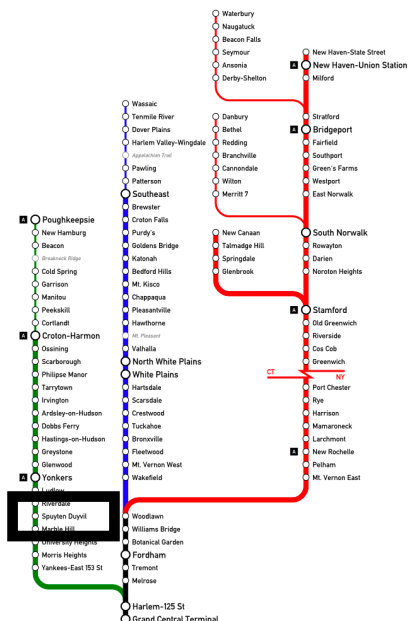 Waterbury
Naugatuck
Beacon Falls
Seymour
Ansonia
Derby-Shelton
New Haven-State Street
A New Haven-Union Station
Milford
Stratford
A Bridgeport
Fairfield
Southport
Green's Farms
Westport
East Norwalk
Danbury
Bethel
Redding
Branchville
Cannondale
Wilton
Merritt 7
South Norwalk
Rowayton
Darien
Noroton Heights
New Canaan
Talmadge Hill
Springdale
Glenbrook
A Stamford
Old Greenwich
Riverside
Cos Cob
Greenwich
CT
NY
Port Chester
Rye
Harrison
Mamaroneck
Larchmont
A New Rochelle
Pelham
Mt. Vernon East
Wassaic
Tenmile River
Dover Plains
Harlem Valley-Wingdale
Appalachian Trail
Pawling
Patterson
Southeast
Brewster
Croton Falls
Purdy's
Goldens Bridge
Katonah
Bedford Hills
Mt. Kisco
Chappaqua
Pleasantville
Hawthorne
Mt. Pleasant
Valhalla
North White Plains
White Plains
Hartsdale
Scarsdale
Crestwood
Tuckahoe
Bronxville
Fleetwood
Mt. Vernon West
Wakefield
Woodlawn
Williams Bridge
Botanical Garden
Fordham
Tremont
Melrose
Harlem-125 St
Grand Central Terminal
A Poughkeepsie
New Hamburg
Beacon
Breakneck Ridge
Cold Spring
Garrison
Manitou
Peekskill
Cortlandt
A Croton-Harmon
Ossining
Scarborough
Philipse Manor
Tarrytown
Irvington
Ardsley-on-Hudson
Dobbs Ferry
Hastings-on-Hudson
Greystone
Glenwood
A Yonkers
Ludlow
Riverdale
Spuyten Duyvil
Marble Hill
University Heights
Morris Heights
Yankees-East 153 St